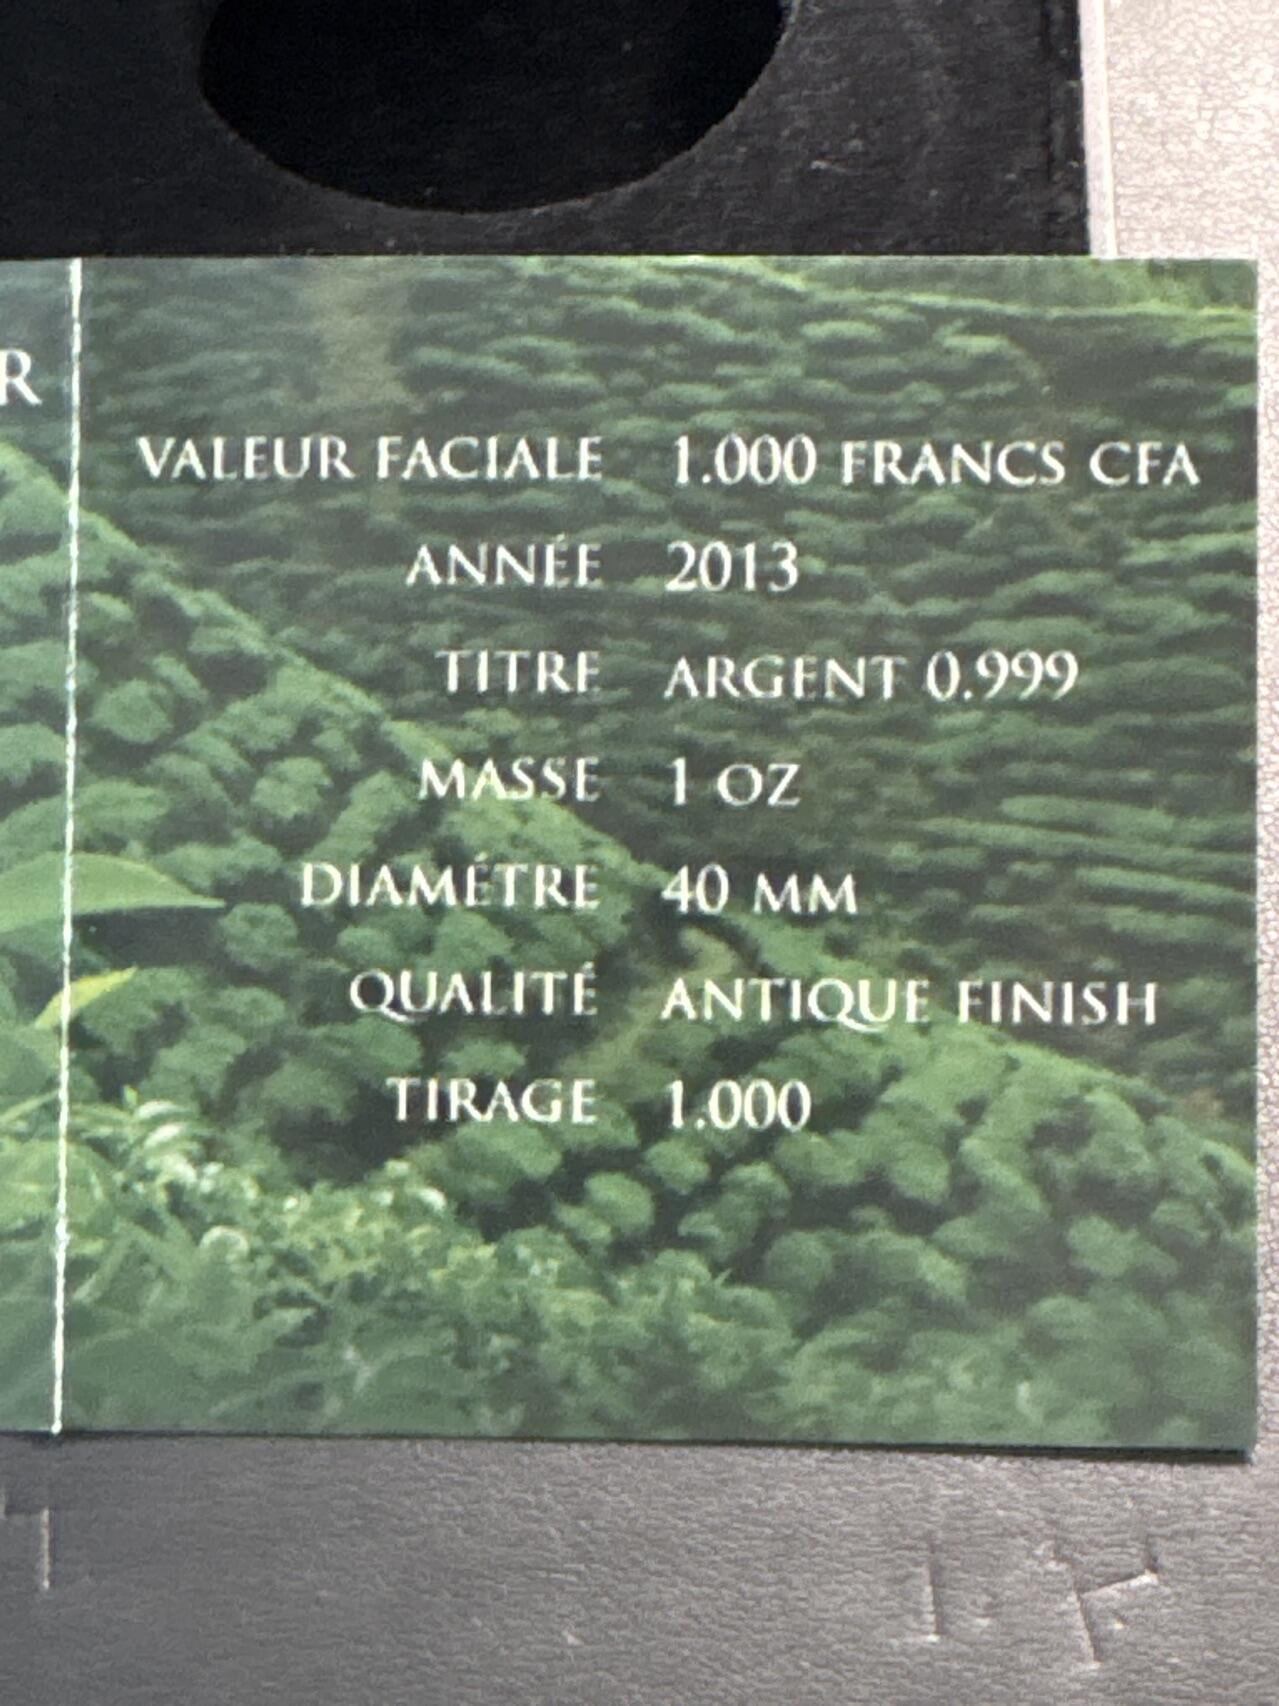 R
VALEUR FACIALE 1.000 FRANCS CFA
ANNÉE 2013
TITRE ARGENT 0.999
MASSE 1 OZ
DIAMÉTRE 40 MM
QUALITÉ ANTIQUE FINISH
TIRAGE 1.000